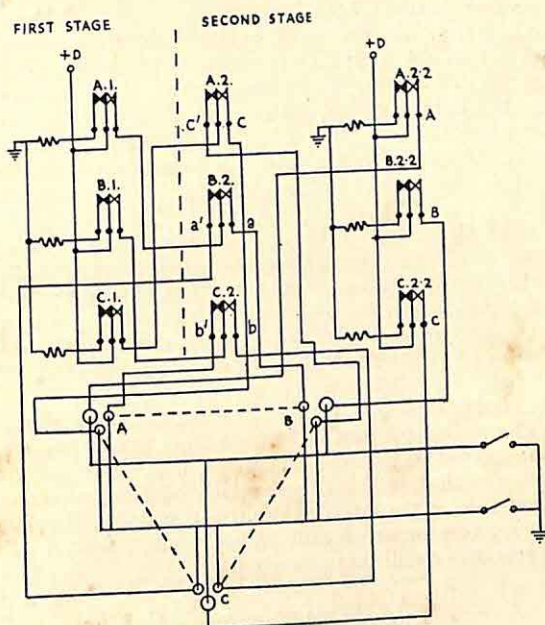 FIRST STAGE
SECOND STAGE
+D
+D
A.1.
A.2.
A.2·2
C'
C
A
B.1.
B.2.
B.2·2
a'
a
B
C.1.
C.2.
C.2·2
b'
b
C
A
B
C